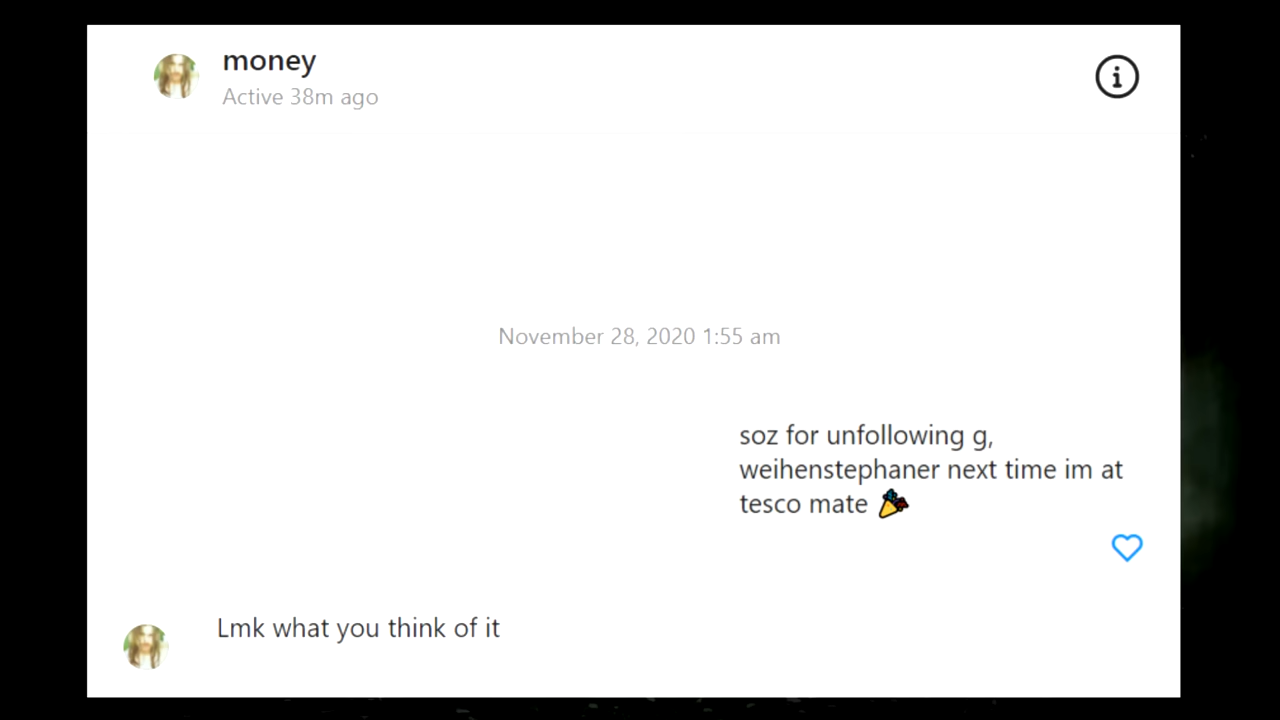 money
Active 38m ago
November 28, 2020 1:55 am
soz for unfollowing g,
weihenstephaner next time im at
tesco mate 🎉
Lmk what you think of it